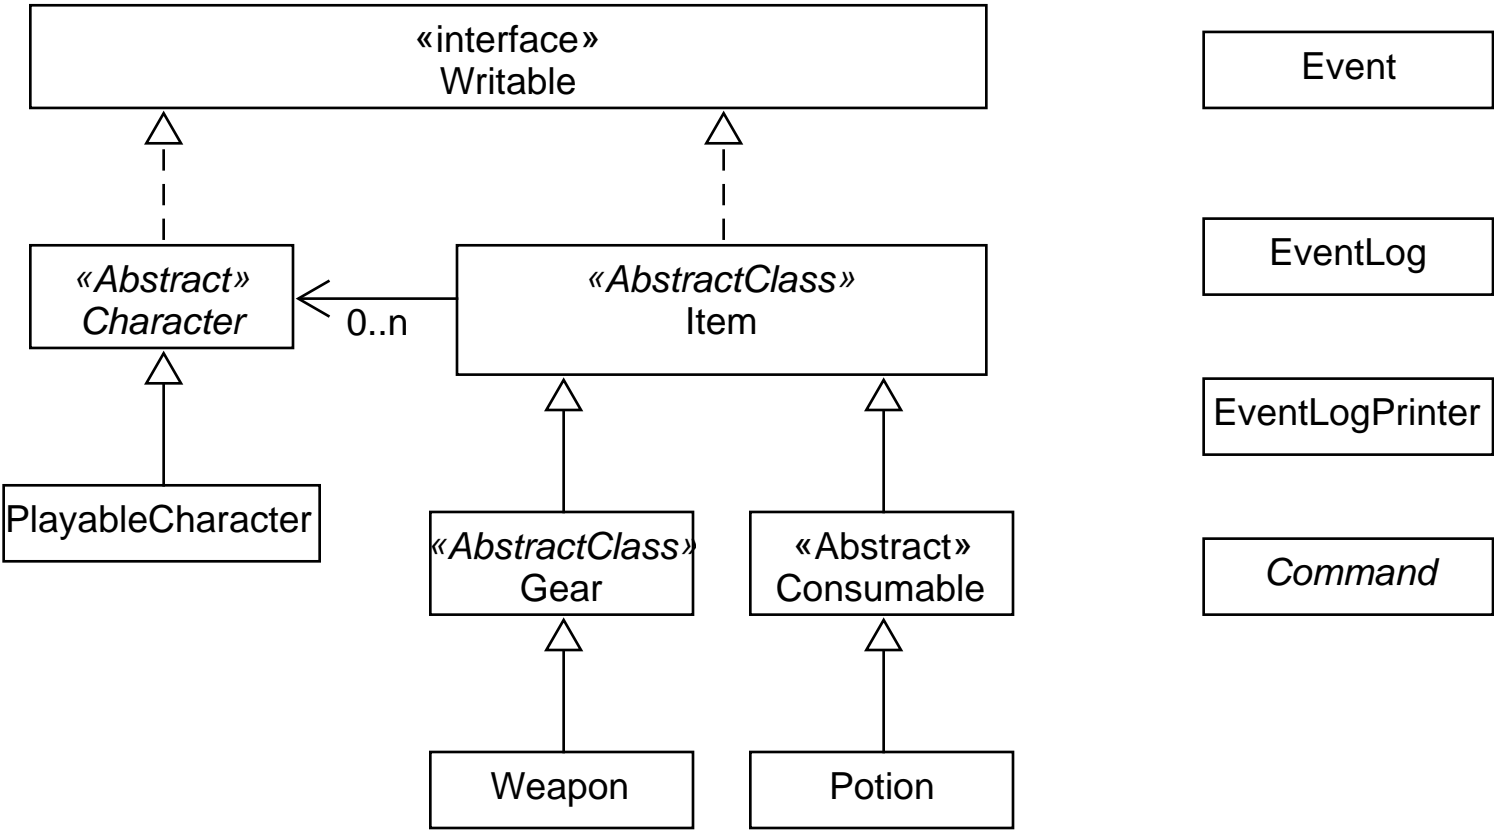 «interface»
Writable
Event
«Abstract»
Character
0..n
«AbstractClass»
Item
EventLog
EventLogPrinter
PlayableCharacter
«AbstractClass»
Gear
«Abstract»
Consumable
Command
Weapon
Potion